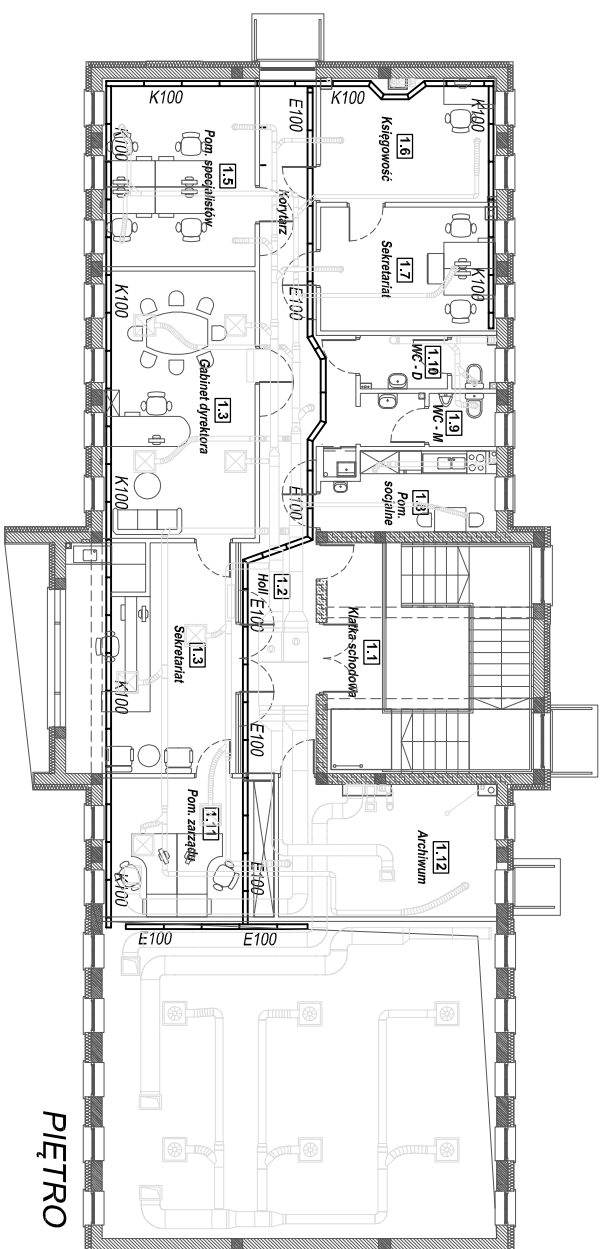 K100
E100
K100
K100
K100
1.5
Pom. specjalistów
Korytarz
1.6
Księgowość
1.7
Sekretariat
K100
K100
E100
1.3
Gabinet dyrektora
1.10
WC - D
1.9
WC - M
K100
E100
1.8
Pom.
socjalne
1.2
Holl
E100
1.1
Klatka schodowa
1.3
Sekretariat
K100
E100
1.11
Pom. zarządu
K100
E100
1.12
Archiwum
E100
E100
PIĘTRO